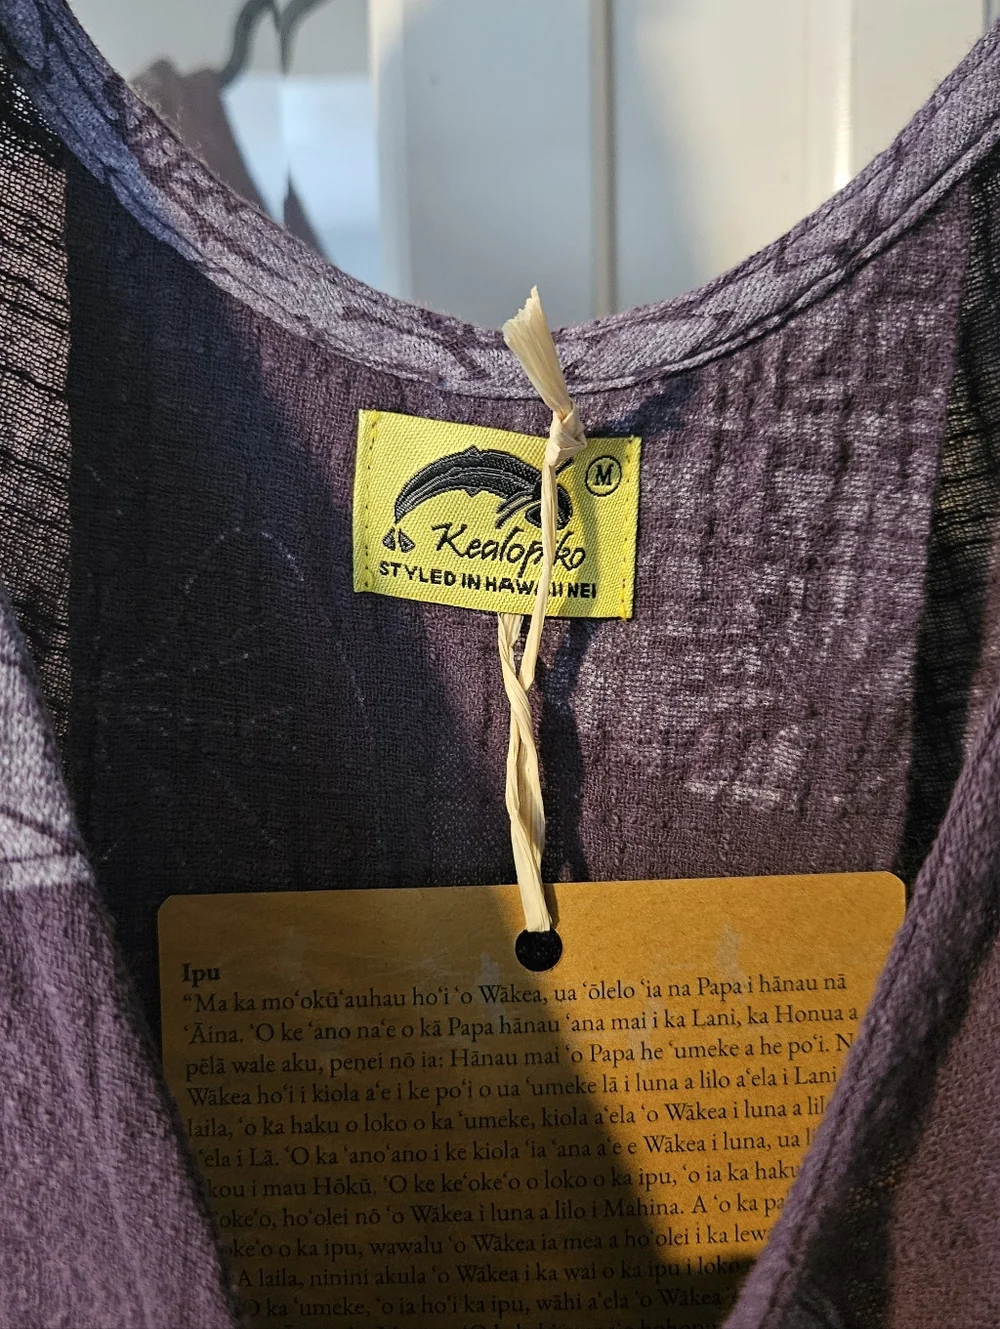 M
Kealopiko
STYLED IN HAWAII NEI
Ipu
“Ma ka moʻokūʻauhau hoʻi ʻo Wākea, ua ʻōlelo ʻia na Papa i hānau nā
ʻĀina. ʻO ke ʻano naʻe o kā Papa hānau ʻana mai i ka Lani, ka Honua a
pēlā wale aku, penei nō ia: Hānau mai ʻo Papa he ʻumeke a he poʻi. N
Wākea hoʻi i kiola aʻe i ke poʻi o ua ʻumeke lā i luna a lilo aʻela i Lani
laila, ʻo ka haku o loko o ka ʻumeke, kiola aʻela ʻo Wākea i luna a lil
ʻela i Lā. ʻO ka ʻanoʻano i ke kiola ʻia ʻana aʻe e Wākea i luna, ua l
kou i mau Hōkū. ʻO ke keʻokeʻo o loko o ka ipu, ʻo ia ka haku
okeʻo, hoʻolei nō ʻo Wākea i luna a lilo i Mahina. A ʻo ka pa
keʻo o ka ipu, wawalu ʻo Wākea ia mea a hoʻolei i ka lewa
A laila, ninini akula ʻo Wākea i ka wai o ka ipu i loko
O ka ʻumeke, ʻo ia hoʻi ka ipu, wāhi aʻela ʻo Wākea